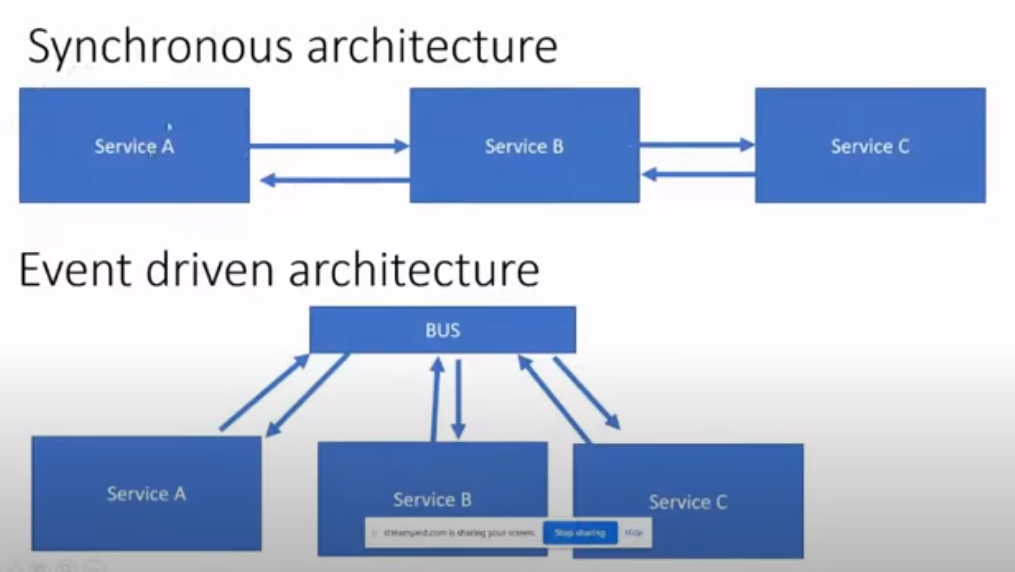 Synchronous architecture
Service A
Service B
Service C
Event driven architecture
BUS
Service A
Service B
Service C
streamyard.com is sharing your screen.
Stop sharing
Hide